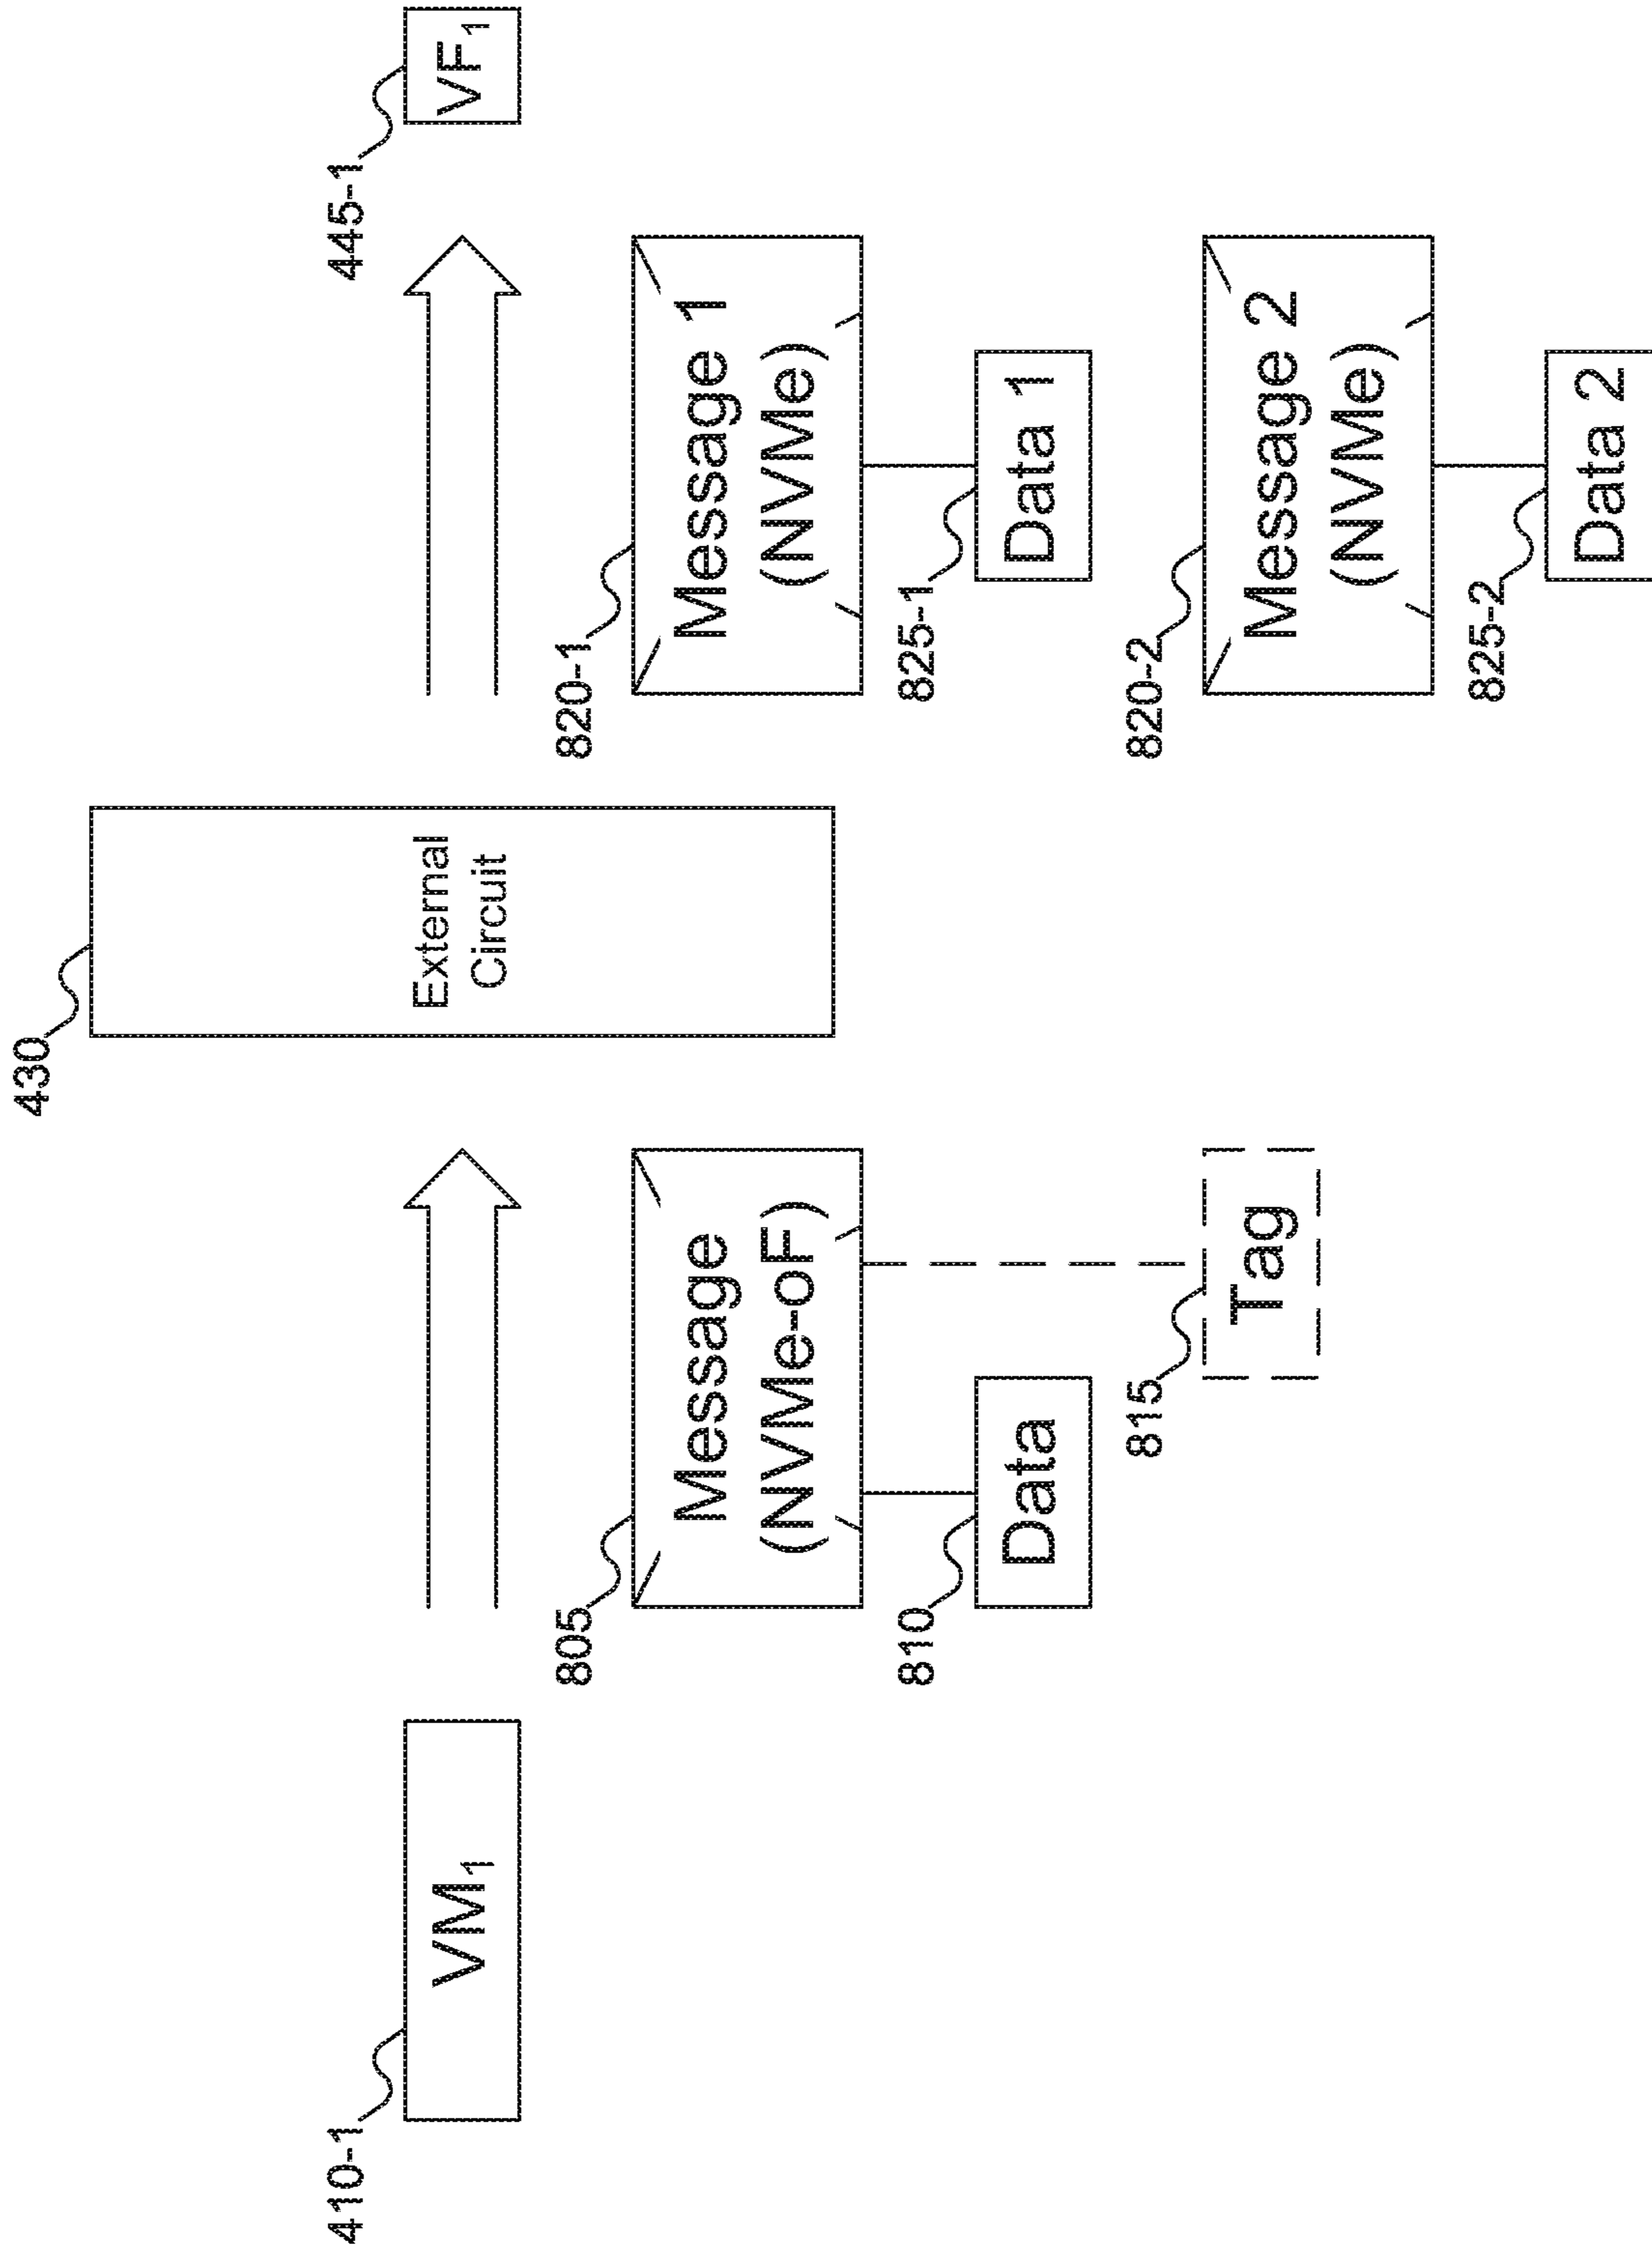 430
410-1
VM1
445-1
VF1
External
Circuit
805
Message
(NVMe-oF)
820-1
Message 1
(NVMe)
810
Data
825-1
Data 1
815
Tag
820-2
Message 2
(NVMe)
825-2
Data 2